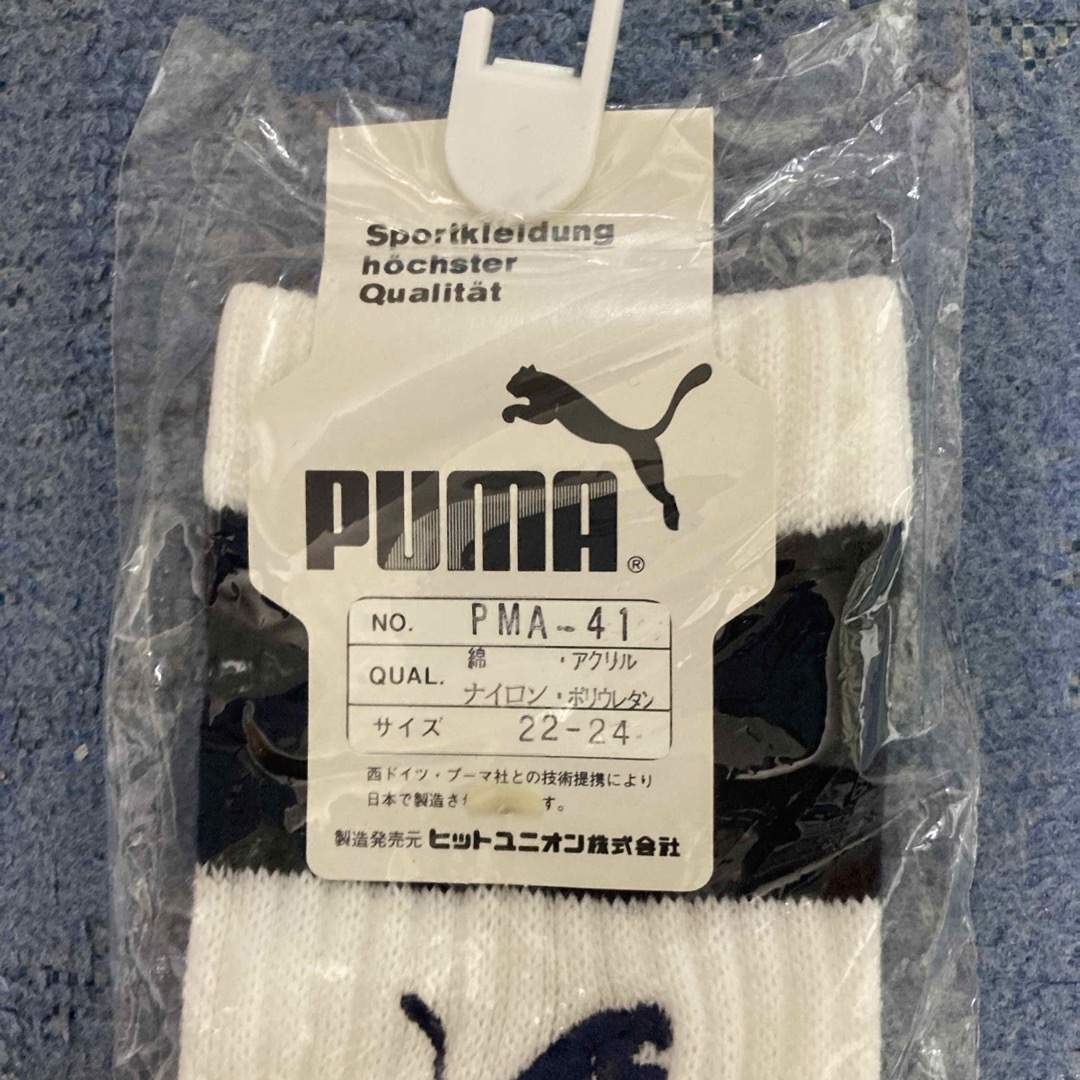 Sportkleidung
höchster
Qualität
PUMA®
NO. PMA-41
QUAL. 綿 ・アクリル
ナイロン・ポリウレタン
サイズ 22-24
西ドイツ・プーマ社との技術提携により
日本で製造さ す。
製造発売元 ヒットユニオン株式会社